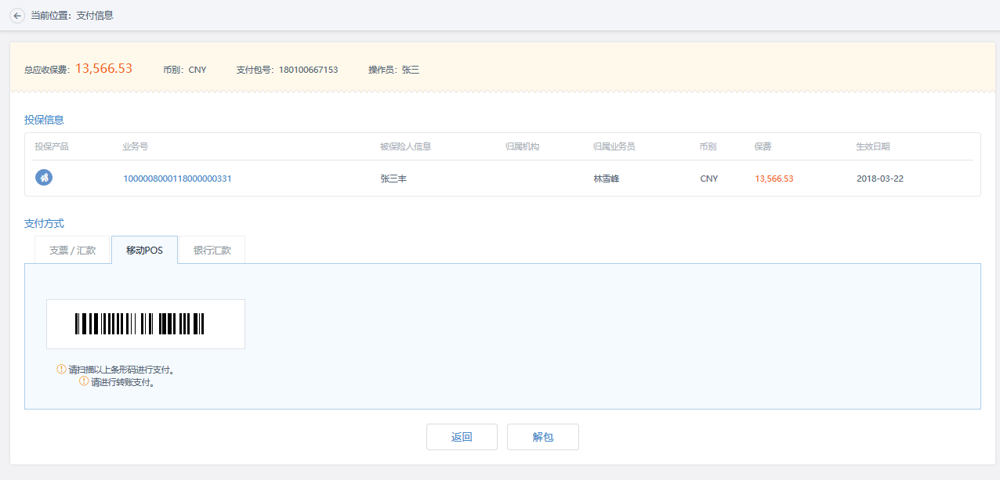 当前位置：支付信息
总应收保费：13,566.53 币别：CNY 支付包号：180100667153 操作员：张三
投保信息
投保产品 业务号 被保险人信息 归属机构 归属业务员 币别 保费 生效日期
1000008000118000000331 张三丰 林雪峰 CNY 13,566.53 2018-03-22
支付方式
支票 / 汇款 移动POS 银行汇款
请扫描以上条形码进行支付。
请进行转账支付。
返回 解包